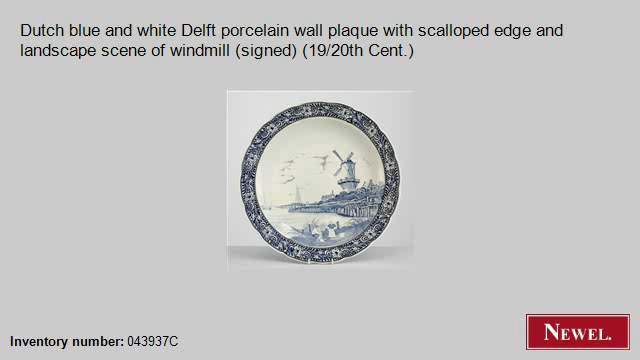 Dutch blue and white Delft porcelain wall plaque with scalloped edge and
landscape scene of windmill (signed) (19/20th Cent.)
Inventory number: 043937C
NEWEL.